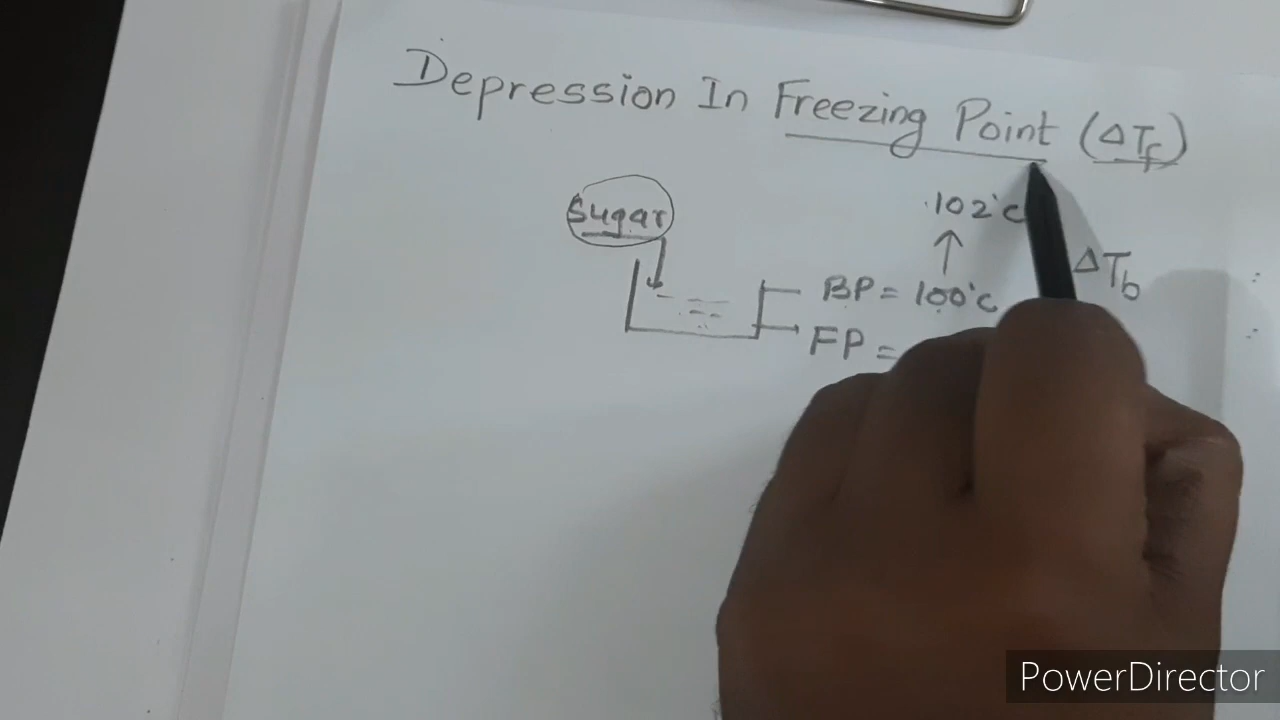 Depression In Freezing Point (ΔTf)
Sugar
102°C
ΔTb
BP = 100°C
FP =
PowerDirector